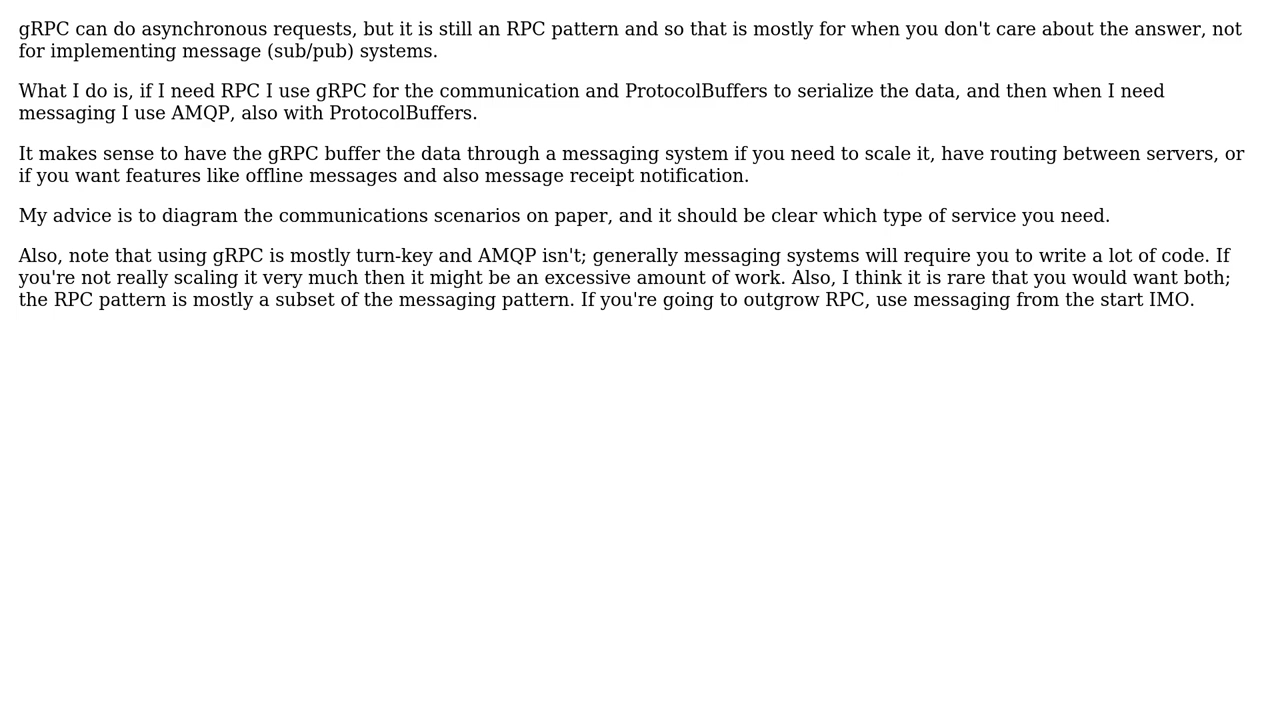 gRPC can do asynchronous requests, but it is still an RPC pattern and so that is mostly for when you don't care about the answer, not
for implementing message (sub/pub) systems.
What I do is, if I need RPC I use gRPC for the communication and ProtocolBuffers to serialize the data, and then when I need
messaging I use AMQP, also with ProtocolBuffers.
It makes sense to have the gRPC buffer the data through a messaging system if you need to scale it, have routing between servers, or
if you want features like offline messages and also message receipt notification.
My advice is to diagram the communications scenarios on paper, and it should be clear which type of service you need.
Also, note that using gRPC is mostly turn-key and AMQP isn't; generally messaging systems will require you to write a lot of code. If
you're not really scaling it very much then it might be an excessive amount of work. Also, I think it is rare that you would want both;
the RPC pattern is mostly a subset of the messaging pattern. If you're going to outgrow RPC, use messaging from the start IMO.